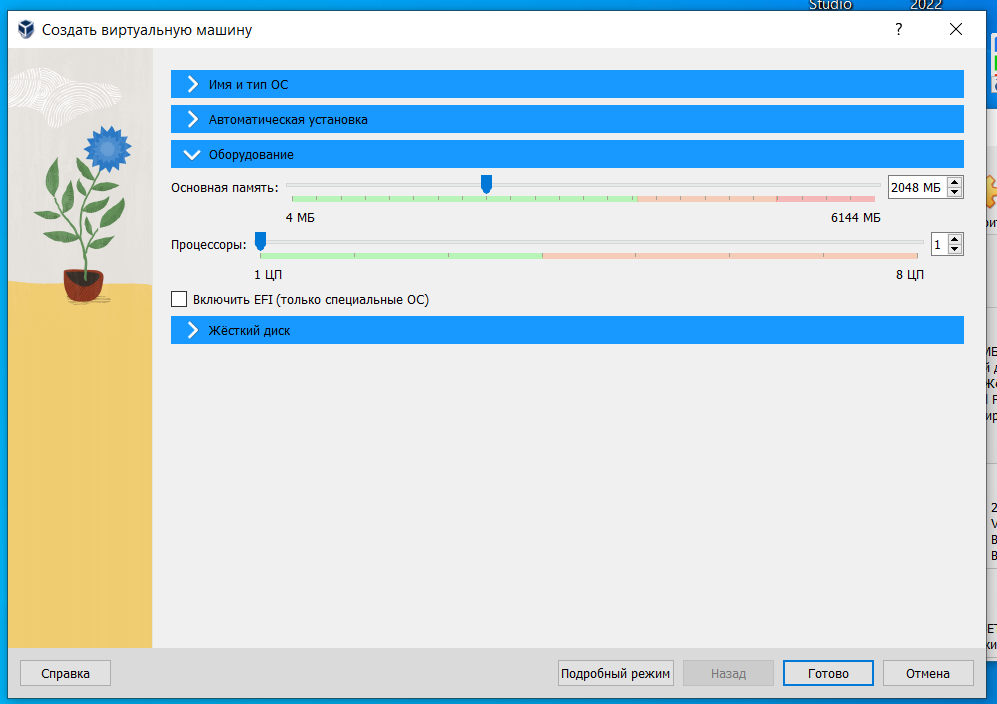 Studio 2022
Создать виртуальную машину
?
Имя и тип ОС
Автоматическая установка
Оборудование
Основная память: 2048 МБ
4 МБ 6144 МБ
Процессоры: 1
1 ЦП 8 ЦП
Включить EFI (только специальные ОС)
Жёсткий диск
Справка Подробный режим Назад Готово Отмена